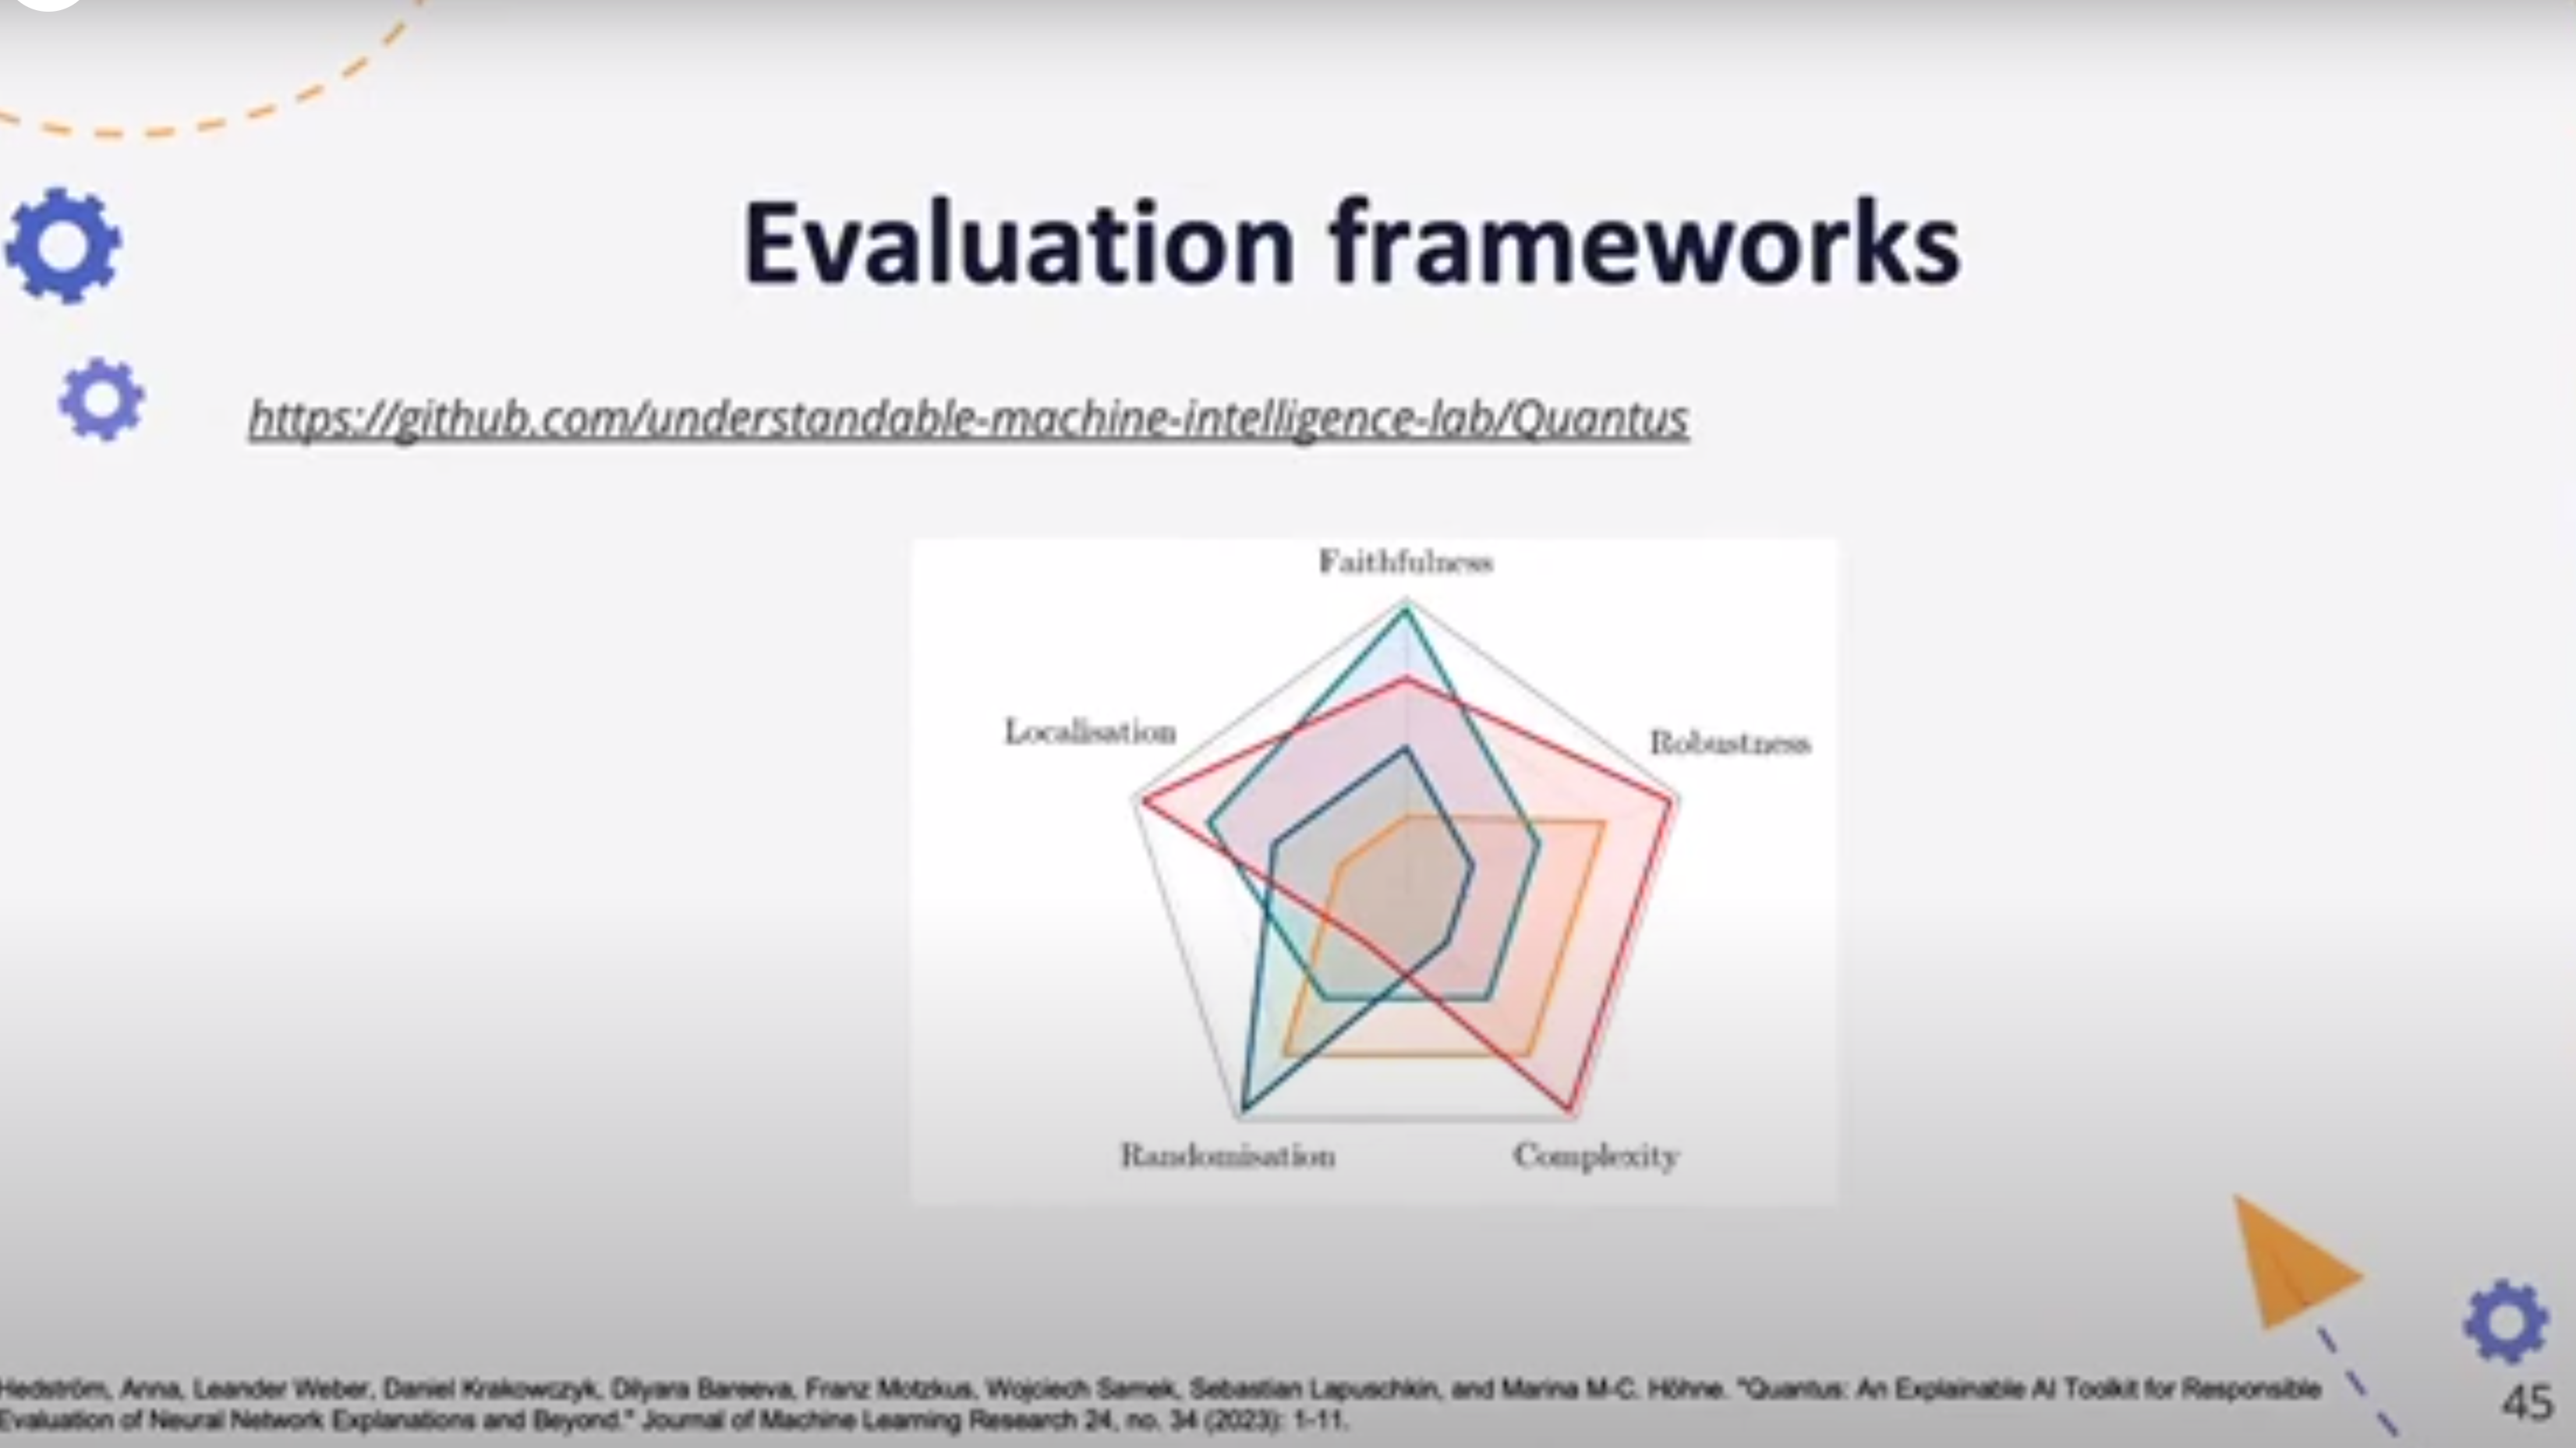 Evaluation frameworks
https://github.com/understandable-machine-intelligence-lab/Quantus
Faithfulness
Localisation
Robustness
Randomisation
Complexity
Hedström, Anna, Leander Weber, Daniel Krakowczyk, Dilyara Bareeva, Franz Motzkus, Wojciech Samek, Sebastian Lapuschkin, and Marina M-C. Höhne. "Quantus: An Explainable AI Toolkit for Responsible
Evaluation of Neural Network Explanations and Beyond." Journal of Machine Learning Research 24, no. 34 (2023): 1-11.
45